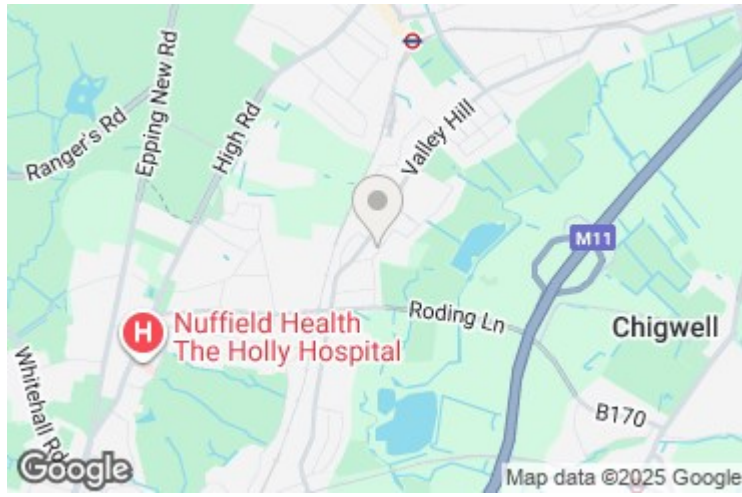 Epping New Rd
High Rd
Ranger's Rd
Valley Hill
M11
Roding Ln
Chigwell
H
Nuffield Health
The Holly Hospital
Whitehall Rd
B170
Google
Map data ©2025 Google